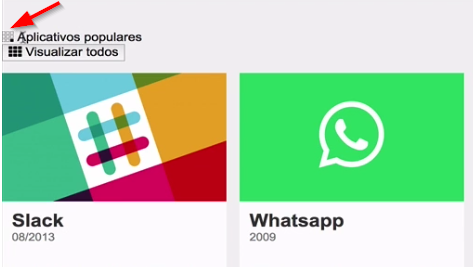 Aplicativos populares
Visualizar todos
Slack
08/2013
Whatsapp
2009